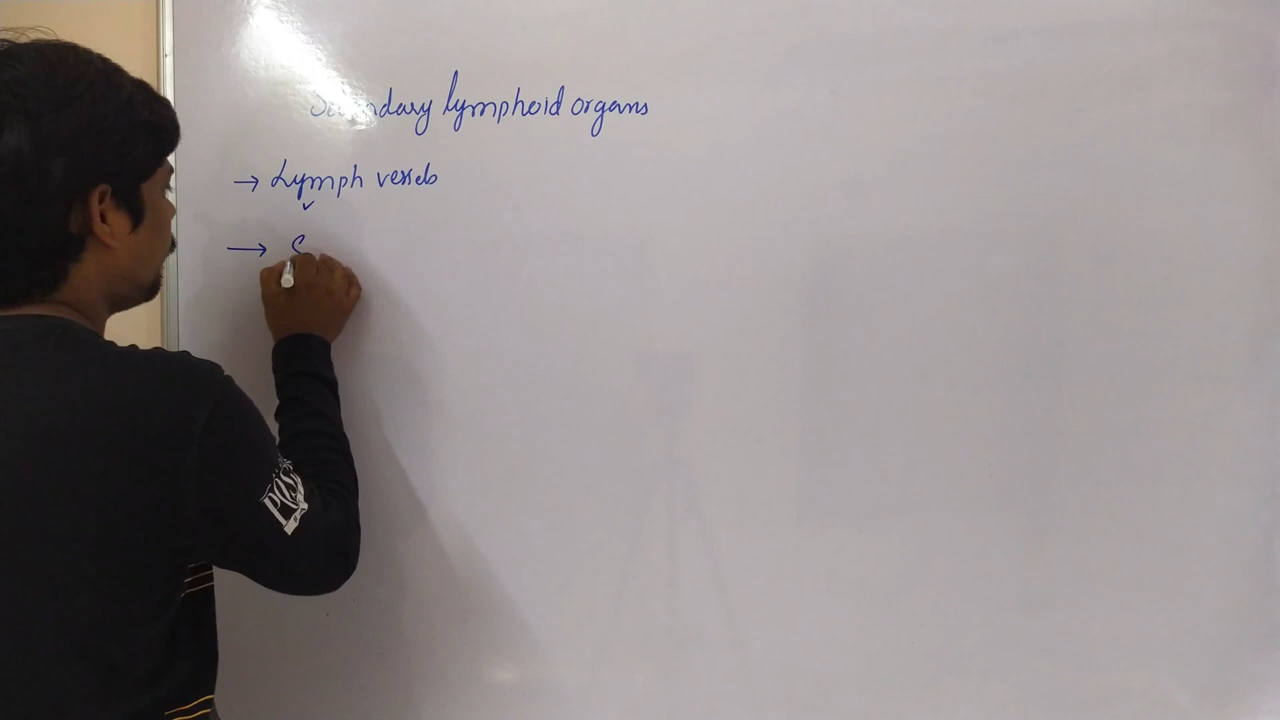 Secondary lymphoid organs
→ Lymph vessels
→ S